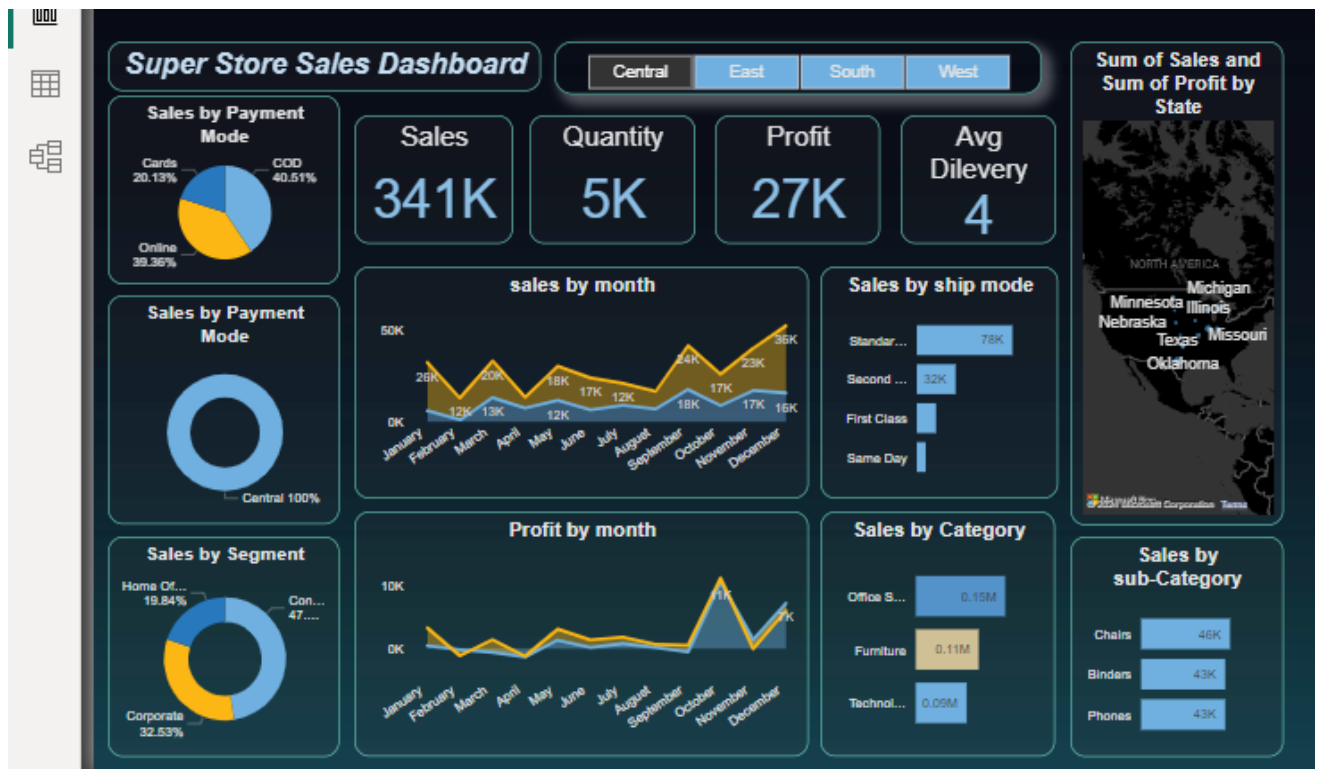 Super Store Sales Dashboard
Central
East
South
West
Sales by Payment
Mode
Cards
20.13%
COD
40.51%
Online
39.36%
Sales
341K
Quantity
5K
Profit
27K
Avg
Dilevery
4
Sum of Sales and
Sum of Profit by
State
NORTH AMERICA
Michigan
Minnesota
Illinois
Nebraska
Missouri
Texas
Oklahoma
Corporation
Terms
Sales by Payment
Mode
Central 100%
sales by month
50K
0K
26K
12K
20K
13K
18K
12K
17K
12K
24K
18K
17K
23K
17K
36K
16K
January
February
March
April
May
June
July
August
September
October
November
December
Sales by ship mode
Standar...
78K
Second ...
32K
First Class
Same Day
Sales by Segment
Home Of...
19.84%
Con...
47....
Corporate
32.53%
Profit by month
10K
0K
7K
January
February
March
April
May
June
July
August
September
October
November
December
Sales by Category
Office S...
0.15M
Furniture
0.11M
Technol...
0.09M
Sales by
sub-Category
Chairs
46K
Binders
43K
Phones
43K